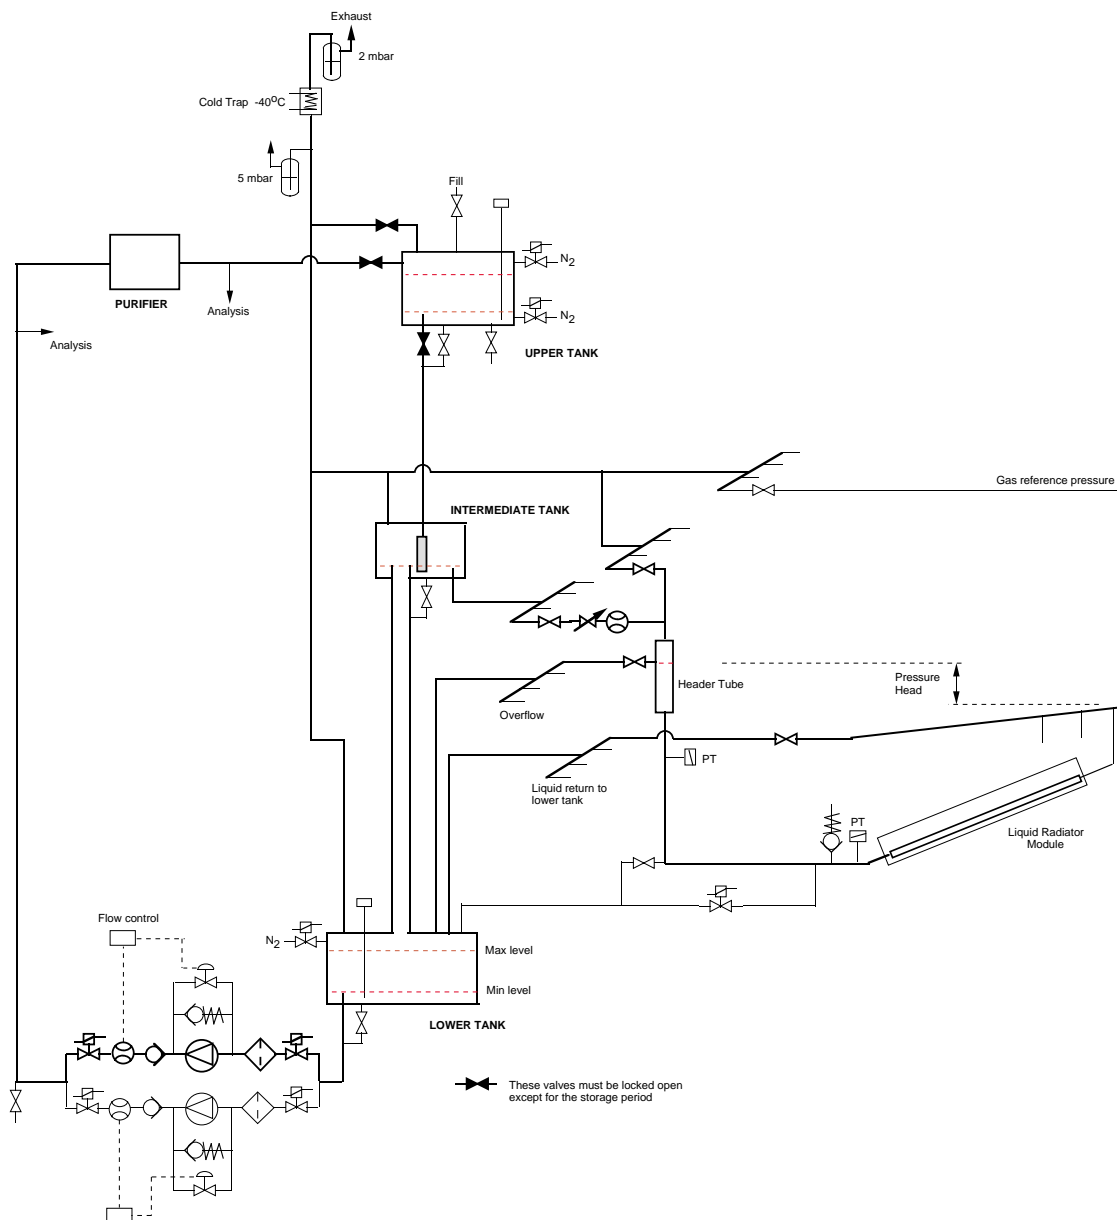 Exhaust
2 mbar
Cold Trap -40°C
5 mbar
Fill
N2
PURIFIER
Analysis
N2
Analysis
UPPER TANK
Gas reference pressure
INTERMEDIATE TANK
Header Tube
Pressure
Head
Overflow
PT
Liquid return to
lower tank
PT
Liquid Radiator
Module
Flow control
N2
Max level
Min level
LOWER TANK
These valves must be locked open
except for the storage period